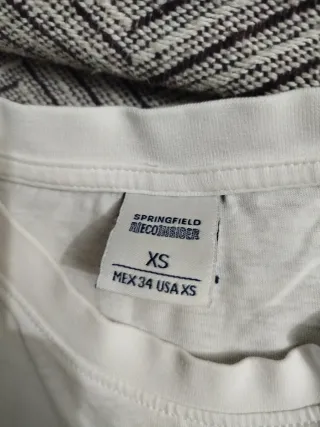 SPRINGFIELD
RECONSIDER
XS
MEX 34 USA XS